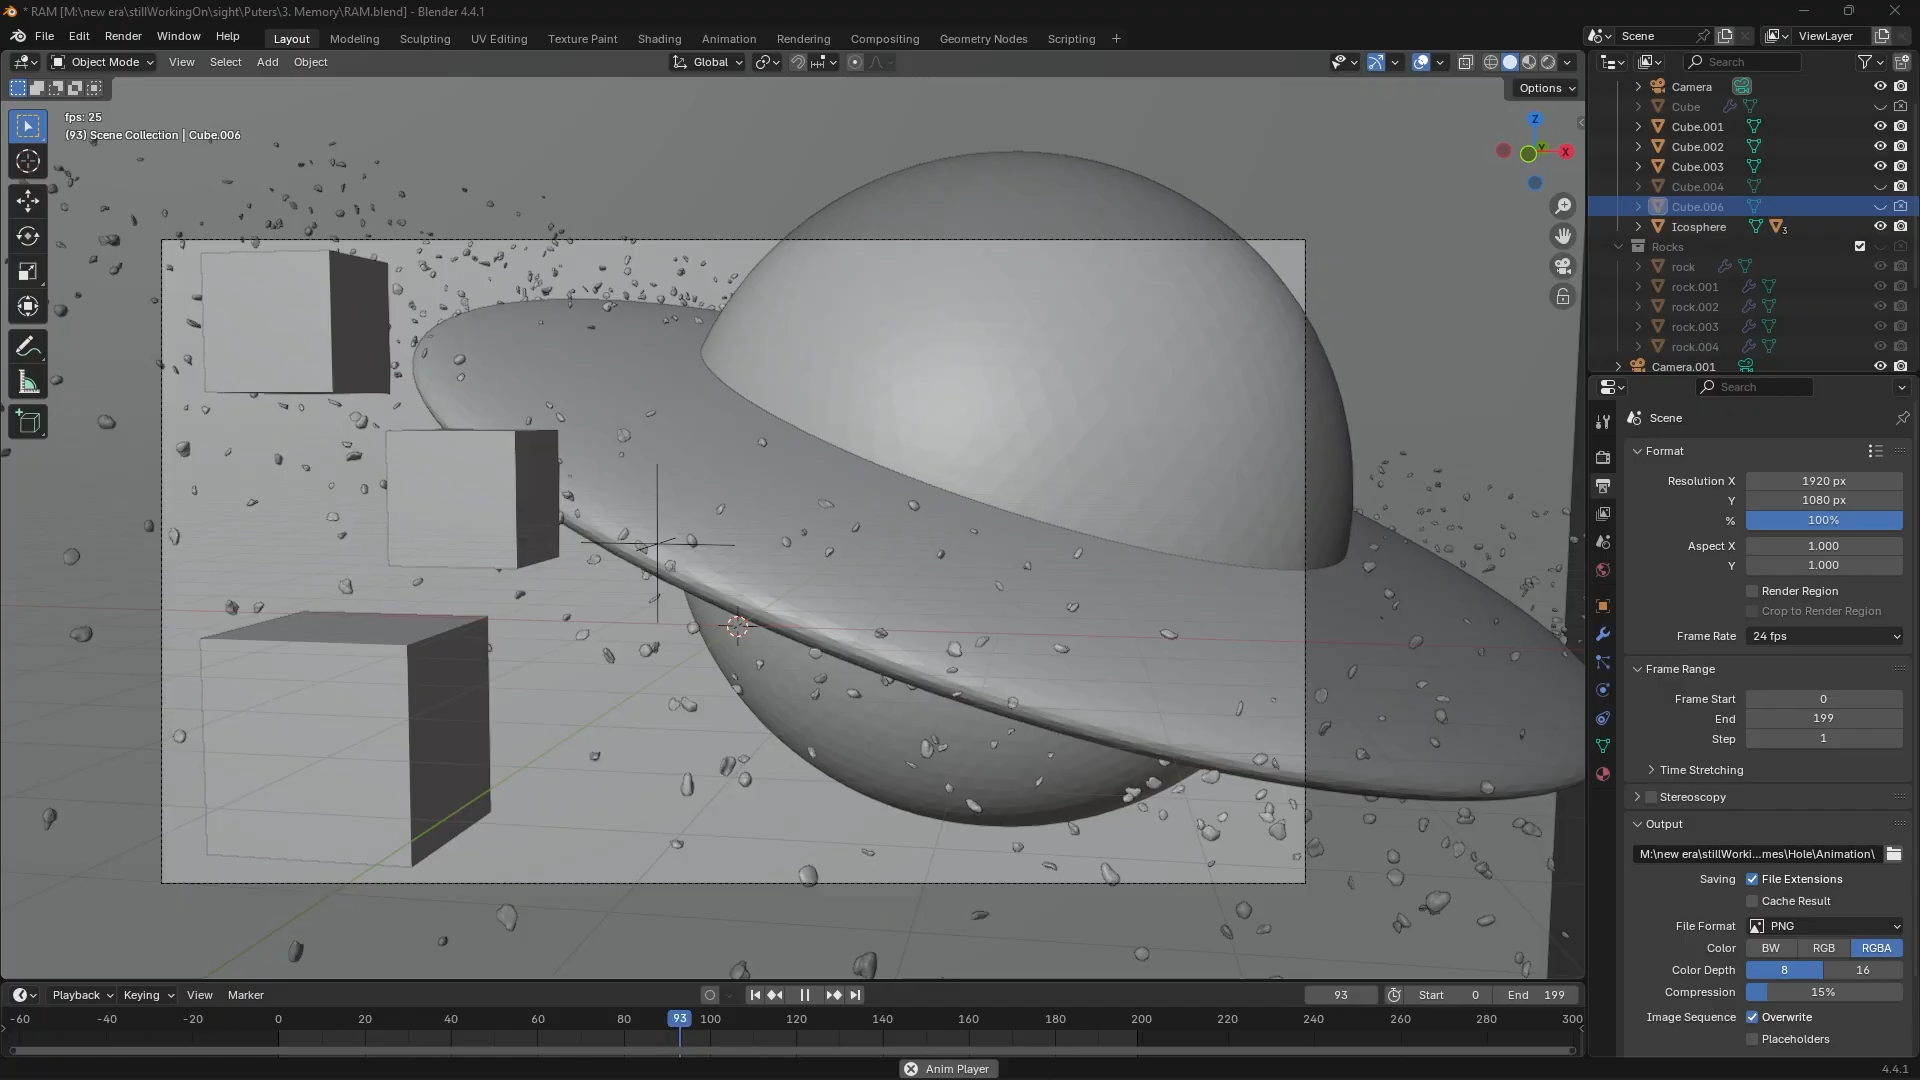 * RAM [M:\new era\stillWorkingOn\sight\Puters\3. Memory\RAM.blend] - Blender 4.4.1
File Edit Render Window Help
Layout Modeling Sculpting UV Editing Texture Paint Shading Animation Rendering Compositing Geometry Nodes Scripting +
Scene ViewLayer
Object Mode View Select Add Object Global
Search
Options
fps: 25
(93) Scene Collection | Cube.006
Z
Y
X
Camera
Cube
Cube.001
Cube.002
Cube.003
Cube.004
Cube.006
Icosphere 3
Rocks
rock
rock.001
rock.002
rock.003
rock.004
Camera.001
Search
Scene
Format
Resolution X 1920 px
Y 1080 px
% 100%
Aspect X 1.000
Y 1.000
Render Region
Crop to Render Region
Frame Rate 24 fps
Frame Range
Frame Start 0
End 199
Step 1
Time Stretching
Stereoscopy
Output
M:\new era\stillWorki...mes\Hole\Animation\
Saving File Extensions
Cache Result
File Format PNG
Color BW RGB RGBA
Color Depth 8 16
Compression 15%
Image Sequence Overwrite
Placeholders
Playback Keying View Marker
93 Start 0 End 199
-60 -40 -20 0 20 40 60 80 93 100 120 140 160 180 200 220 240 260 280 300
Anim Player
4.4.1